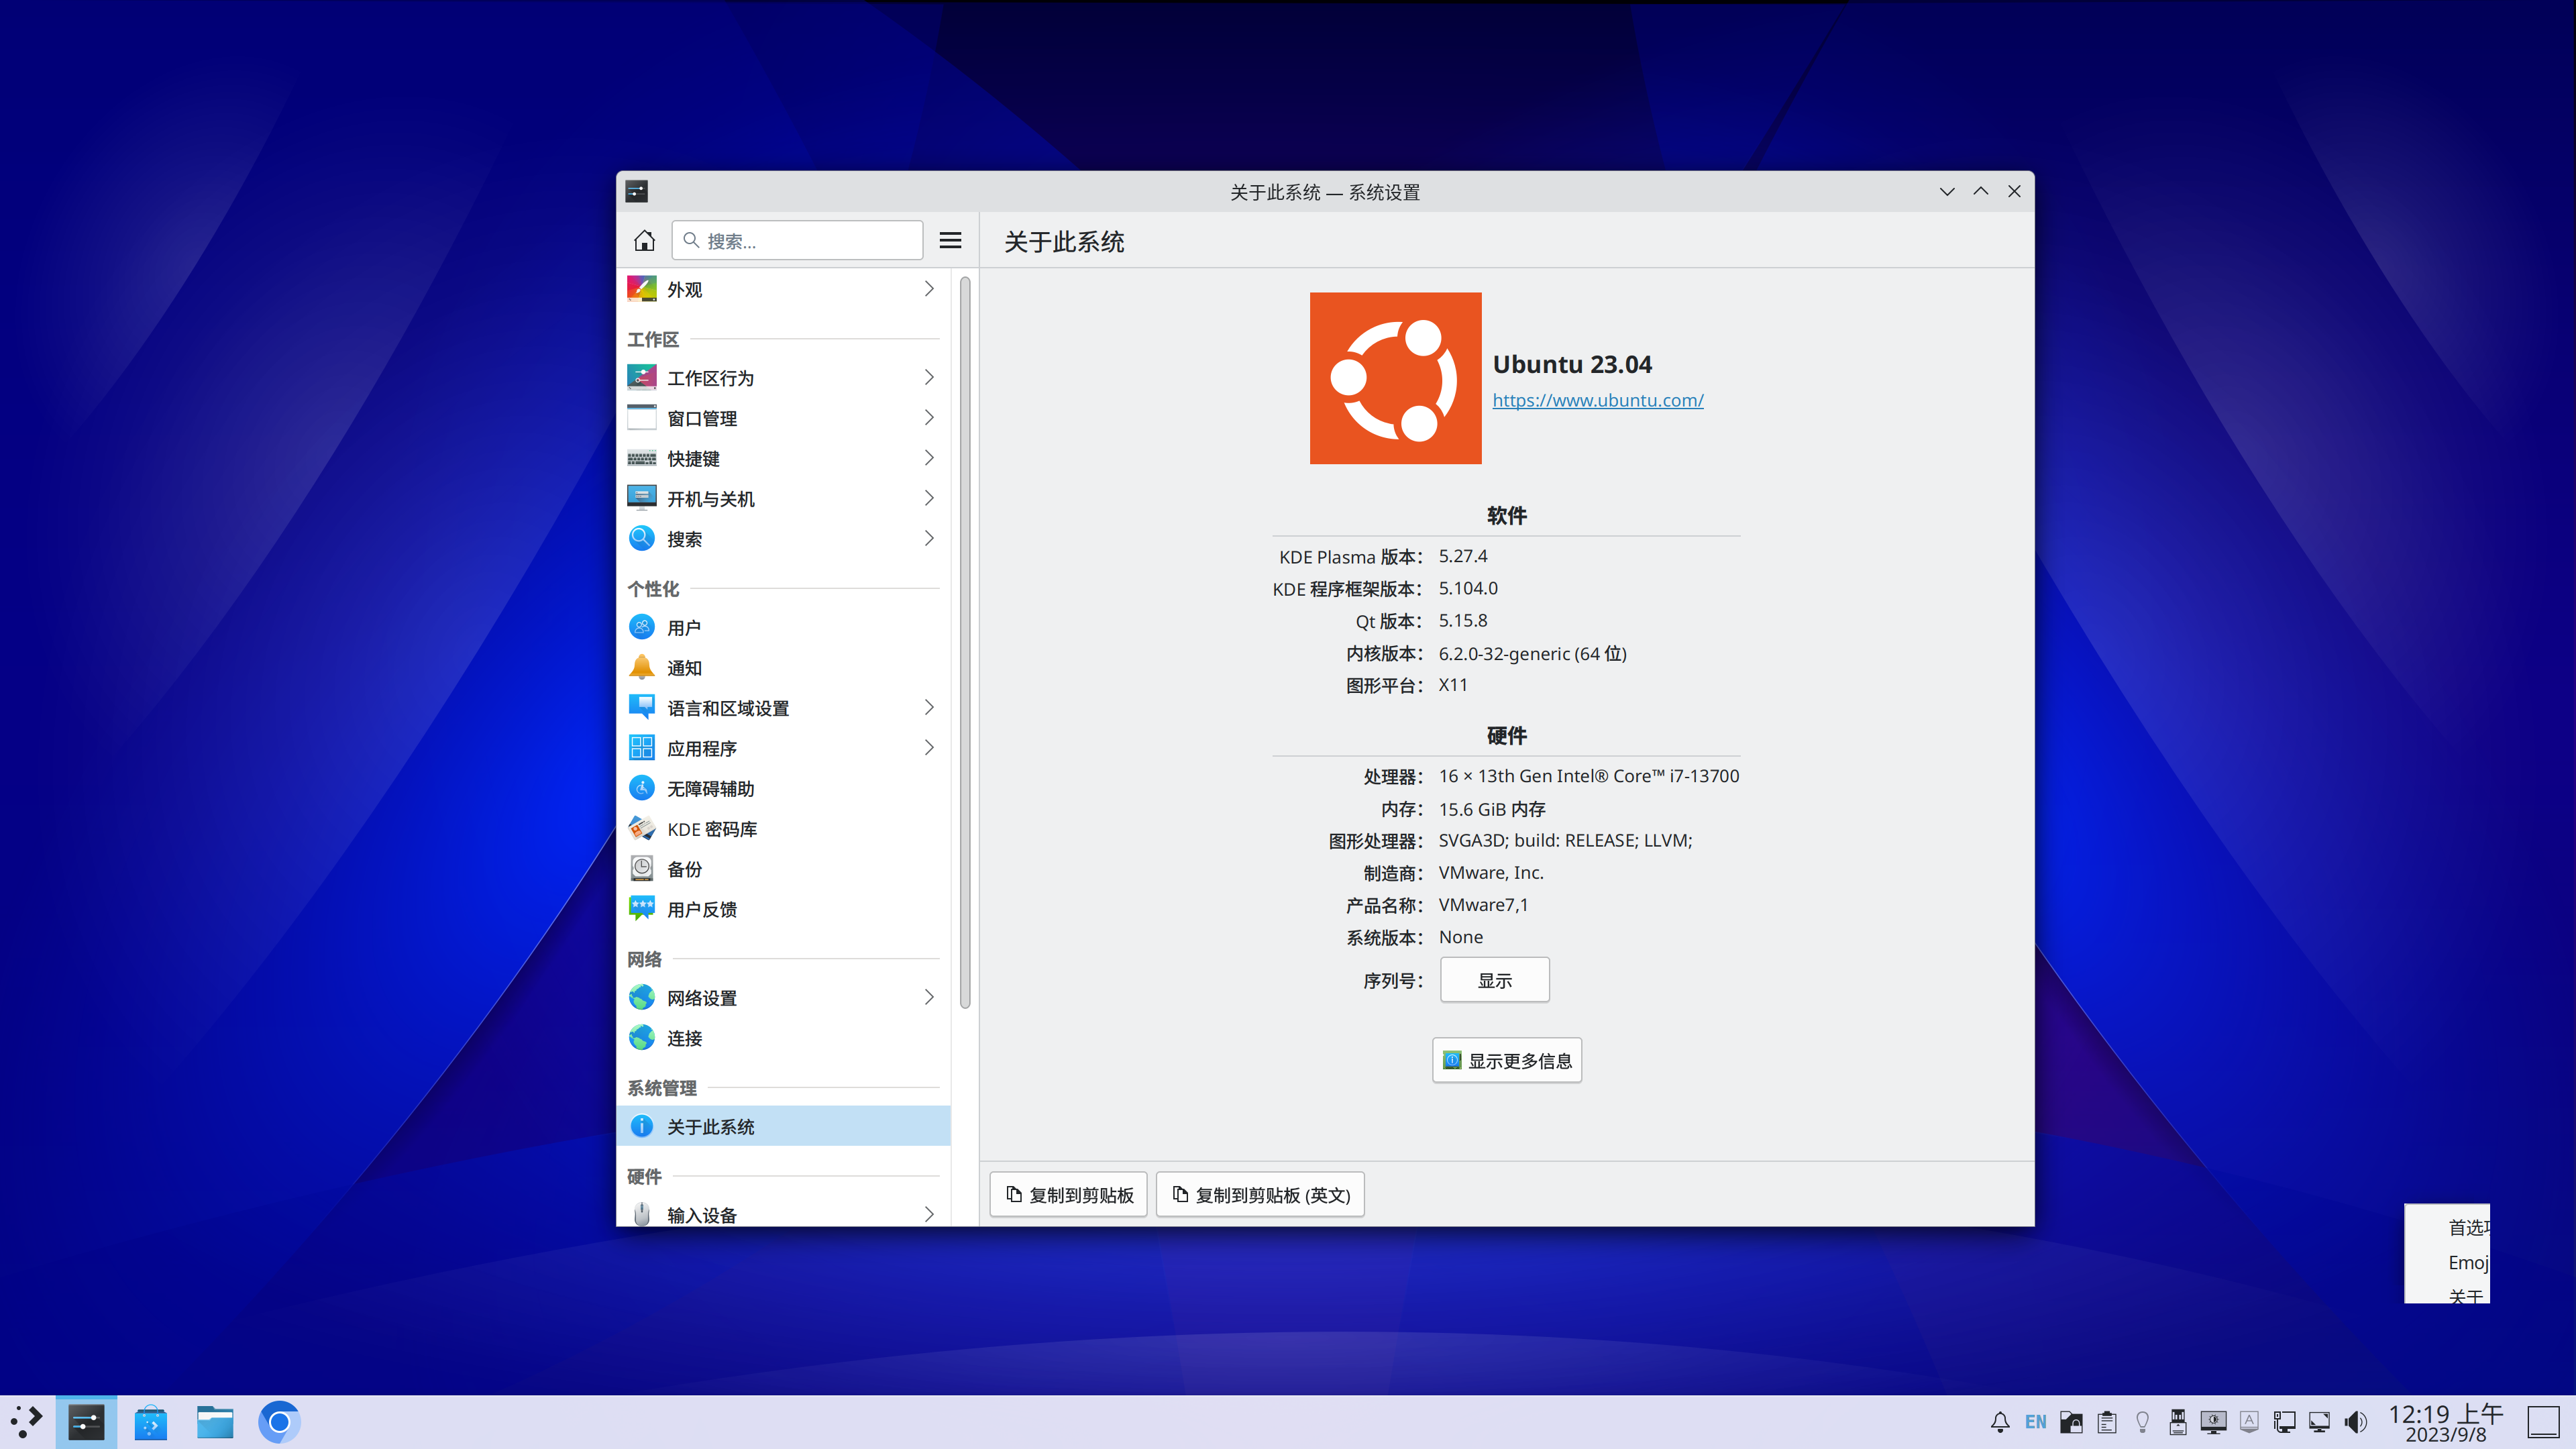 关于此系统 — 系统设置
搜索...
关于此系统
外观
工作区
工作区行为
窗口管理
快捷键
开机与关机
搜索
个性化
用户
通知
语言和区域设置
应用程序
无障碍辅助
KDE 密码库
备份
用户反馈
网络
网络设置
连接
系统管理
关于此系统
硬件
输入设备
Ubuntu 23.04
https://www.ubuntu.com/
软件
KDE Plasma 版本： 5.27.4
KDE 程序框架版本： 5.104.0
Qt 版本： 5.15.8
内核版本： 6.2.0-32-generic (64 位)
图形平台： X11
硬件
处理器： 16 × 13th Gen Intel® Core™ i7-13700
内存： 15.6 GiB 内存
图形处理器： SVGA3D; build: RELEASE; LLVM;
制造商： VMware, Inc.
产品名称： VMware7,1
系统版本： None
序列号： 显示
显示更多信息
复制到剪贴板 复制到剪贴板 (英文)
首选
Emoj
关于
EN A 12:19 上午
2023/9/8